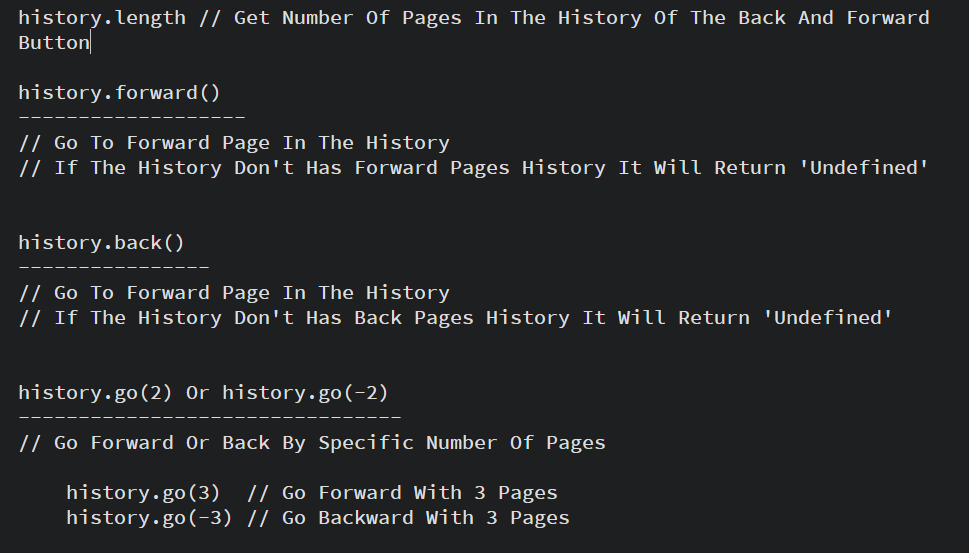 history.length // Get Number Of Pages In The History Of The Back And Forward
Button
history.forward()
-------------------
// Go To Forward Page In The History
// If The History Don't Has Forward Pages History It Will Return 'Undefined'
history.back()
----------------
// Go To Forward Page In The History
// If The History Don't Has Back Pages History It Will Return 'Undefined'
history.go(2) Or history.go(-2)
--------------------------------
// Go Forward Or Back By Specific Number Of Pages
history.go(3)  // Go Forward With 3 Pages
history.go(-3) // Go Backward With 3 Pages